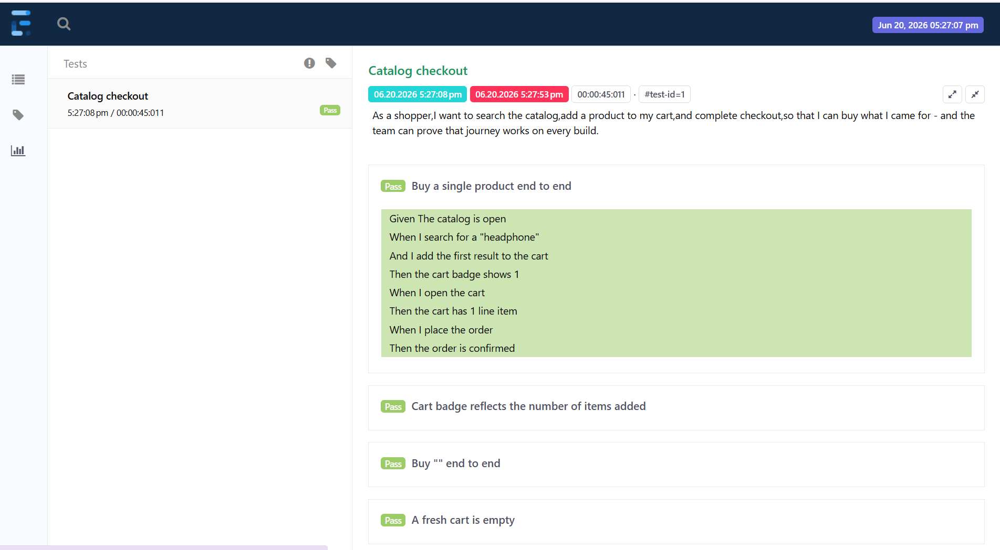 Jun 20, 2026 05:27:07 pm
Tests
Catalog checkout
5:27:08 pm / 00:00:45:011
Pass
Catalog checkout
06.20.2026 5:27:08 pm 06.20.2026 5:27:53 pm 00:00:45:011 · #test-id=1
As a shopper,I want to search the catalog,add a product to my cart,and complete checkout,so that I can buy what I came for - and the
team can prove that journey works on every build.
Pass Buy a single product end to end
Given The catalog is open
When I search for a "headphone"
And I add the first result to the cart
Then the cart badge shows 1
When I open the cart
Then the cart has 1 line item
When I place the order
Then the order is confirmed
Pass Cart badge reflects the number of items added
Pass Buy "" end to end
Pass A fresh cart is empty